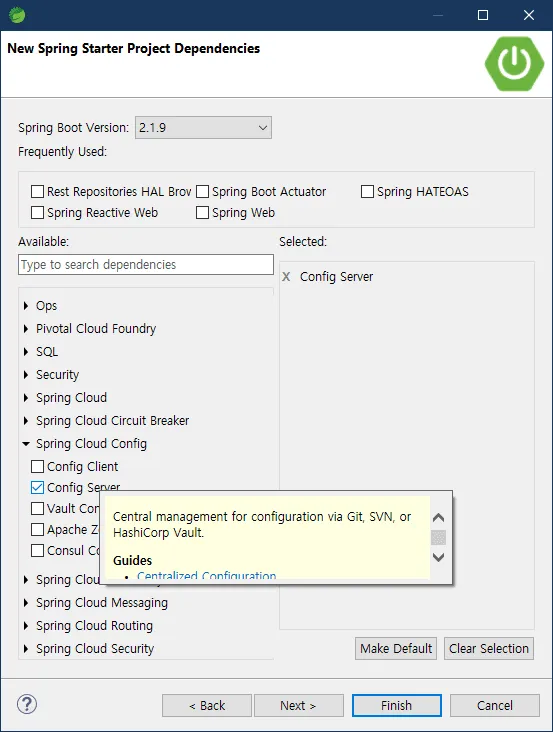 New Spring Starter Project Dependencies
Spring Boot Version: 2.1.9
Frequently Used:
Rest Repositories HAL Brow Spring Boot Actuator Spring HATEOAS
Spring Reactive Web Spring Web
Available: Selected:
Type to search dependencies
X Config Server
Ops
Pivotal Cloud Foundry
SQL
Security
Spring Cloud
Spring Cloud Circuit Breaker
Spring Cloud Config
Config Client
Config Server
Vault Con
Apache Z
Consul Co
Central management for configuration via Git, SVN, or
HashiCorp Vault.
Guides
• Centralized Configuration
Spring Cloud
Spring Cloud Messaging
Spring Cloud Routing
Spring Cloud Security
Make Default Clear Selection
? < Back Next > Finish Cancel